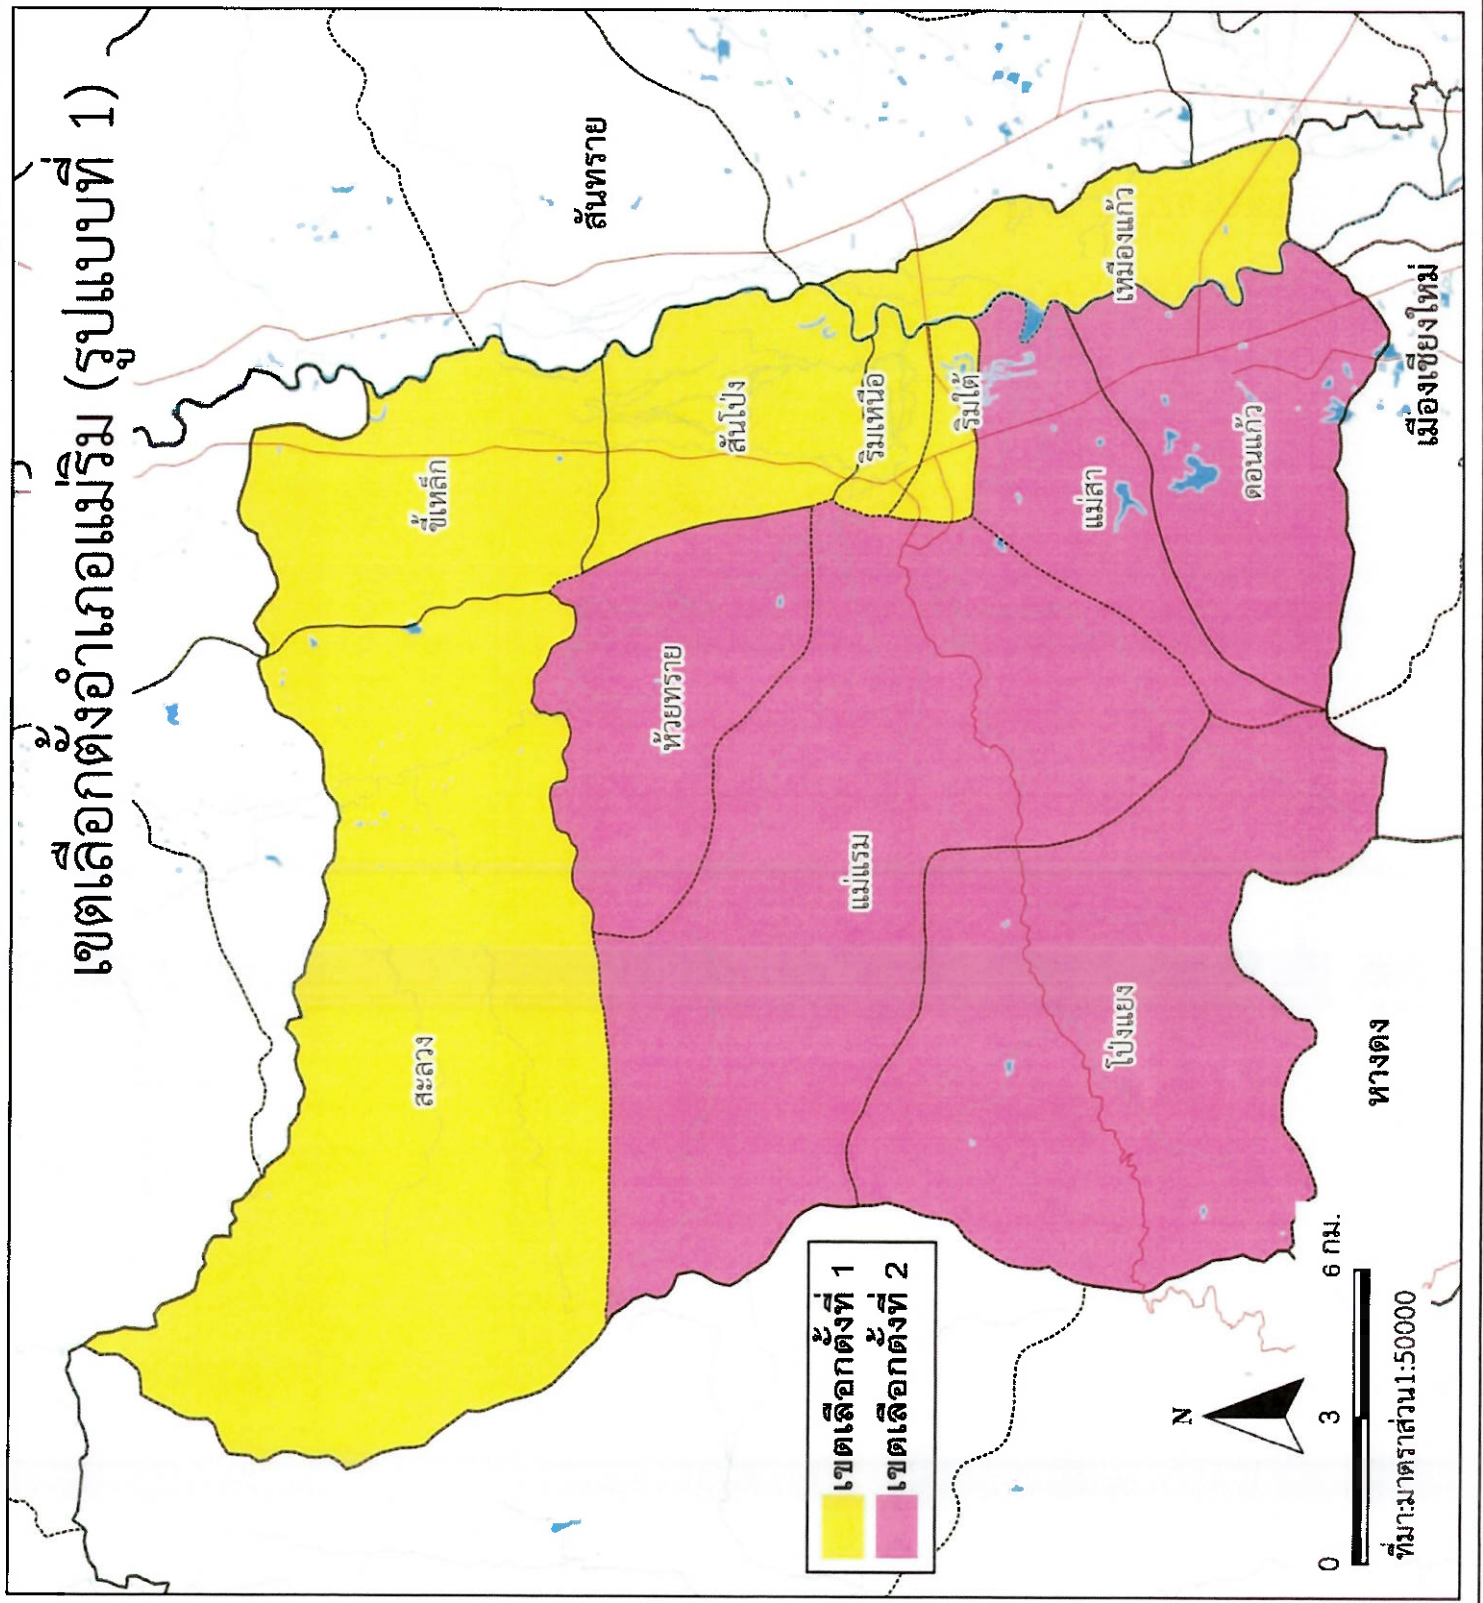 เขตเลือกตั้งอำเภอแม่ริม (รูปแบบที่ 1)
สันทราย
ขี้เหล็ก
สันโป่ง
ริมเหนือ
ริมใต้
เหมืองแก้ว
แม่สา
ดอนแก้ว
เมืองเชียงใหม่
ห้วยทราย
แม่แรม
สะลวง
โป่งแยง
หางดง
เขตเลือกตั้งที่ 1
เขตเลือกตั้งที่ 2
N
0 3 6 กม.
ที่มา:มาตราส่วน1:50000